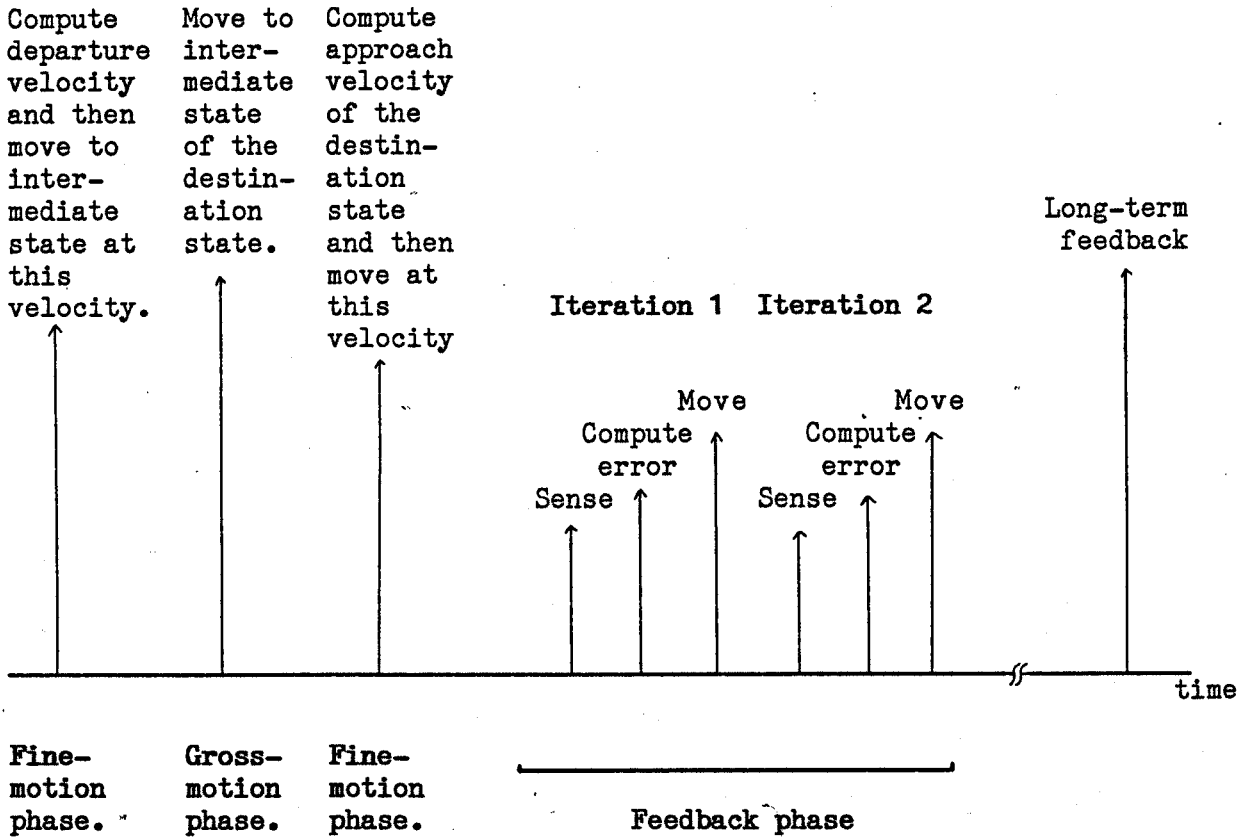 Compute
departure
velocity
and then
move to
inter-
mediate
state at
this
velocity.
Move to
inter-
mediate
state
of the
destin-
ation
state.
Compute
approach
velocity
of the
destin-
ation
state
and then
move at
this
velocity
Iteration 1
Move
Compute
error
Sense
Iteration 2
Move
Compute
error
Sense
Long-term
feedback
time
Fine-
motion
phase.
Gross-
motion
phase.
Fine-
motion
phase.
Feedback phase